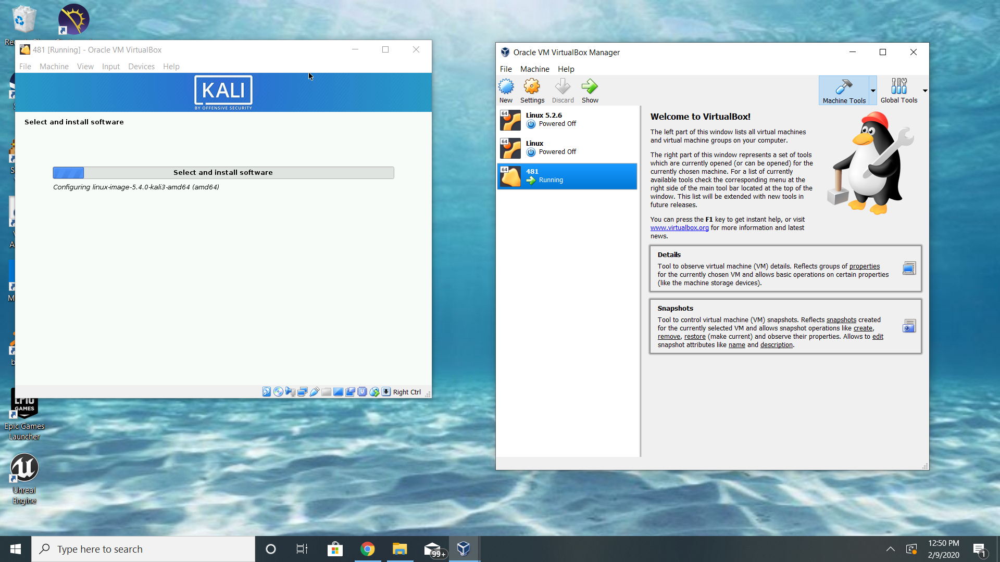 481 [Running] - Oracle VM VirtualBox
File Machine View Input Devices Help
KALI
BY OFFENSIVE SECURITY
Select and install software
Select and install software
Configuring linux-image-5.4.0-kali3-amd64 (amd64)
Right Ctrl
GAMES
Epic Games
Launcher
Unreal
Engine
Oracle VM VirtualBox Manager
File Machine Help
New
Settings
Discard
Show
Machine Tools
Global Tools
64
Linux 5.2.6
Powered Off
64
Linux
Powered Off
64
481
Running
Welcome to VirtualBox!
The left part of this window lists all virtual machines
and virtual machine groups on your computer.
The right part of this window represents a set of tools
which are currently opened (or can be opened) for the
currently chosen machine. For a list of currently
available tools check the corresponding menu at the
right side of the main tool bar located at the top of the
window. This list will be extended with new tools in
future releases.
You can press the F1 key to get instant help, or visit
www.virtualbox.org for more information and latest
news.
Details
Tool to observe virtual machine (VM) details. Reflects groups of properties
for the currently chosen VM and allows basic operations on certain properties
(like the machine storage devices).
Snapshots
Tool to control virtual machine (VM) snapshots. Reflects snapshots created
for the currently selected VM and allows snapshot operations like create,
remove, restore (make current) and observe their properties. Allows to edit
snapshot attributes like name and description.
Type here to search
99+
12:50 PM
2/9/2020
1